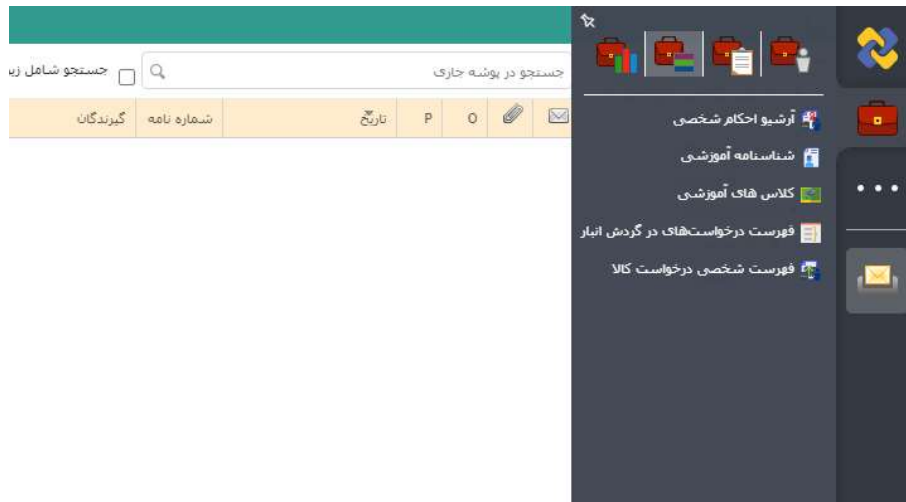 آرشیو احکام شخصی
شناسنامه آموزشی
کلاس های آموزشی
فهرست درخواست‌های در گردش انبار
فهرست شخصی درخواست کالا
جستجو در پوشه جاری
جستجو شامل زیر
O P تاریخ شماره نامه گیرندگان